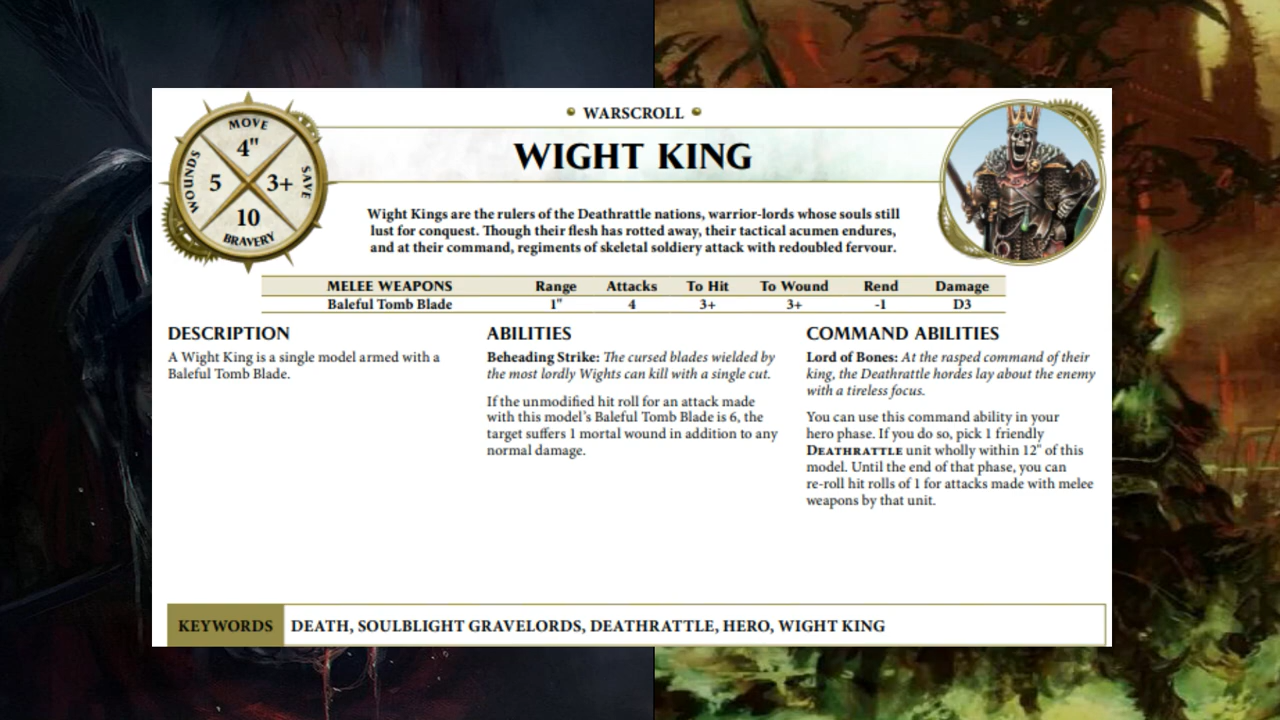 WARSCROLL
WIGHT KING
MOVE
4"
WOUNDS
5
3+
SAVE
10
BRAVERY
Wight Kings are the rulers of the Deathrattle nations, warrior-lords whose souls still
lust for conquest. Though their flesh has rotted away, their tactical acumen endures,
and at their command, regiments of skeletal soldiery attack with redoubled fervour.
MELEE WEAPONS Range Attacks To Hit To Wound Rend Damage
Baleful Tomb Blade 1" 4 3+ 3+ -1 D3
DESCRIPTION
A Wight King is a single model armed with a
Baleful Tomb Blade.
ABILITIES
Beheading Strike: The cursed blades wielded by
the most lordly Wights can kill with a single cut.
If the unmodified hit roll for an attack made
with this model's Baleful Tomb Blade is 6, the
target suffers 1 mortal wound in addition to any
normal damage.
COMMAND ABILITIES
Lord of Bones: At the rasped command of their
king, the Deathrattle hordes lay about the enemy
with a tireless focus.
You can use this command ability in your
hero phase. If you do so, pick 1 friendly
DEATHRATTLE unit wholly within 12" of this
model. Until the end of that phase, you can
re-roll hit rolls of 1 for attacks made with melee
weapons by that unit.
KEYWORDS DEATH, SOULBLIGHT GRAVELORDS, DEATHRATTLE, HERO, WIGHT KING